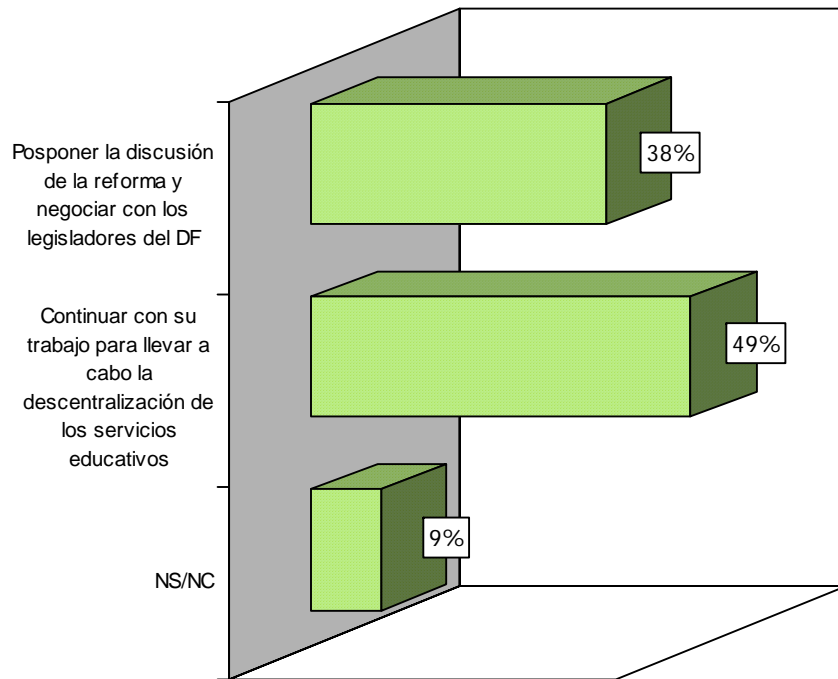 Posponer la discusión
de la reforma y
negociar con los
legisladores del DF
38%
Continuar con su
trabajo para llevar a
cabo la
descentralización de
los servicios
educativos
49%
NS/NC
9%